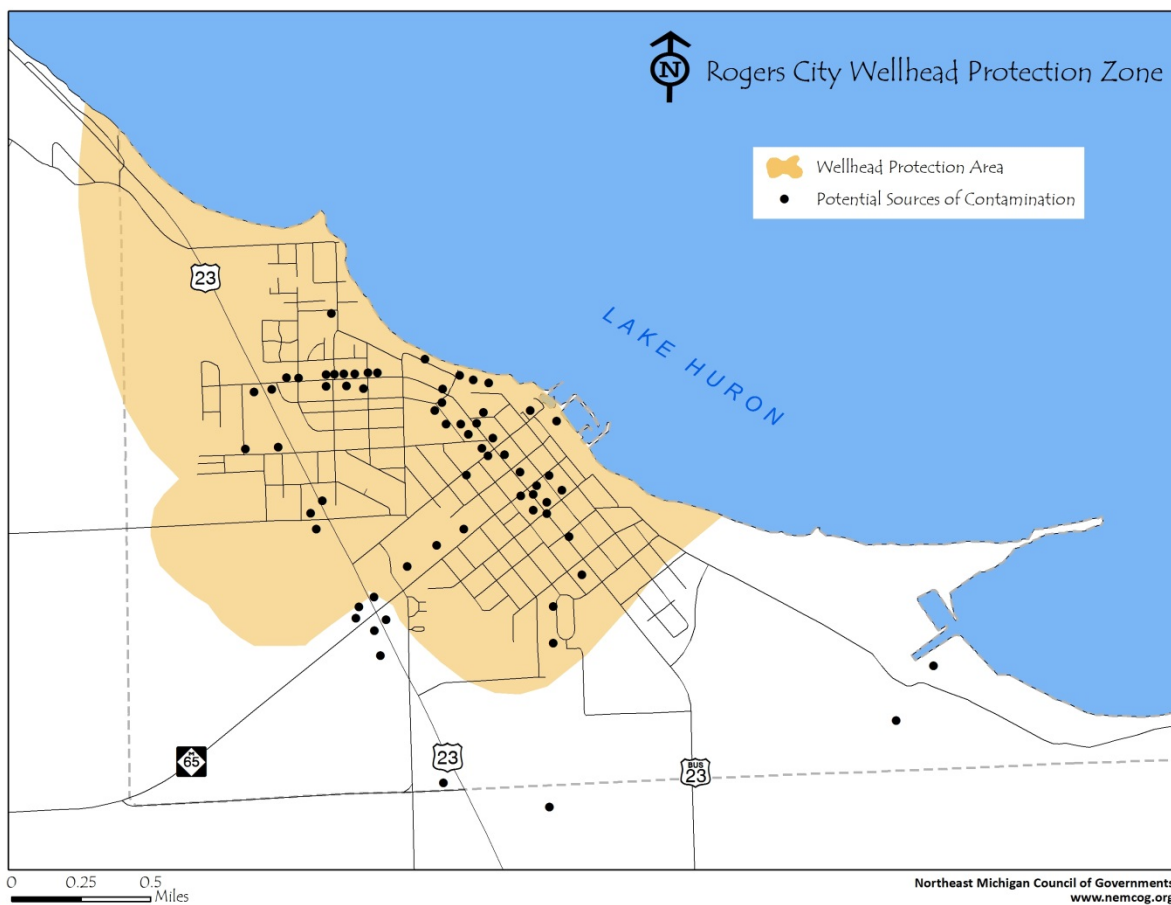 N
Rogers City Wellhead Protection Zone
Wellhead Protection Area
Potential Sources of Contamination
23
LAKE HURON
M
65
23
BUS
23
0 0.25 0.5
Miles
Northeast Michigan Council of Governments
www.nemcog.org